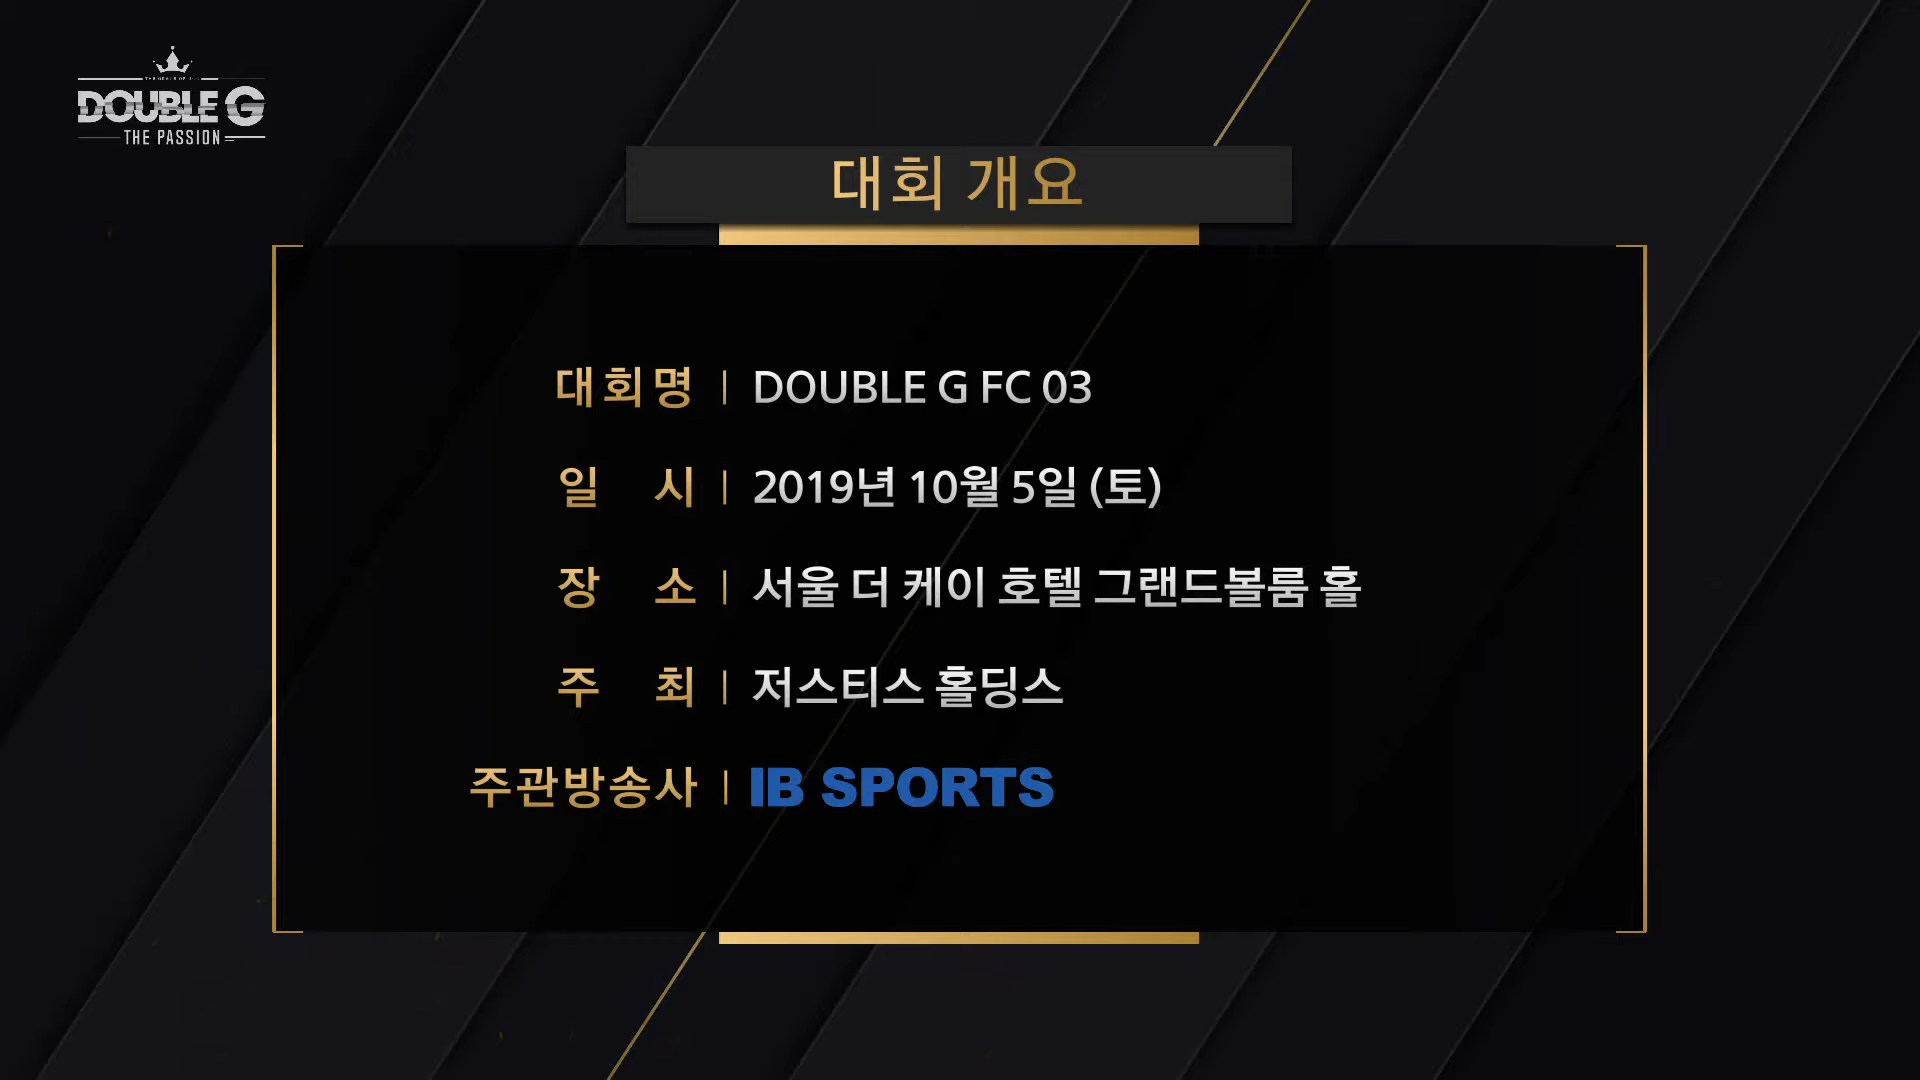 DOUBLE G
THE PASSION
대회 개요
대회명 | DOUBLE G FC 03
일 시 | 2019년 10월 5일 (토)
장 소 | 서울 더 케이 호텔 그랜드볼룸 홀
주 최 | 저스티스 홀딩스
주관방송사 | IB SPORTS